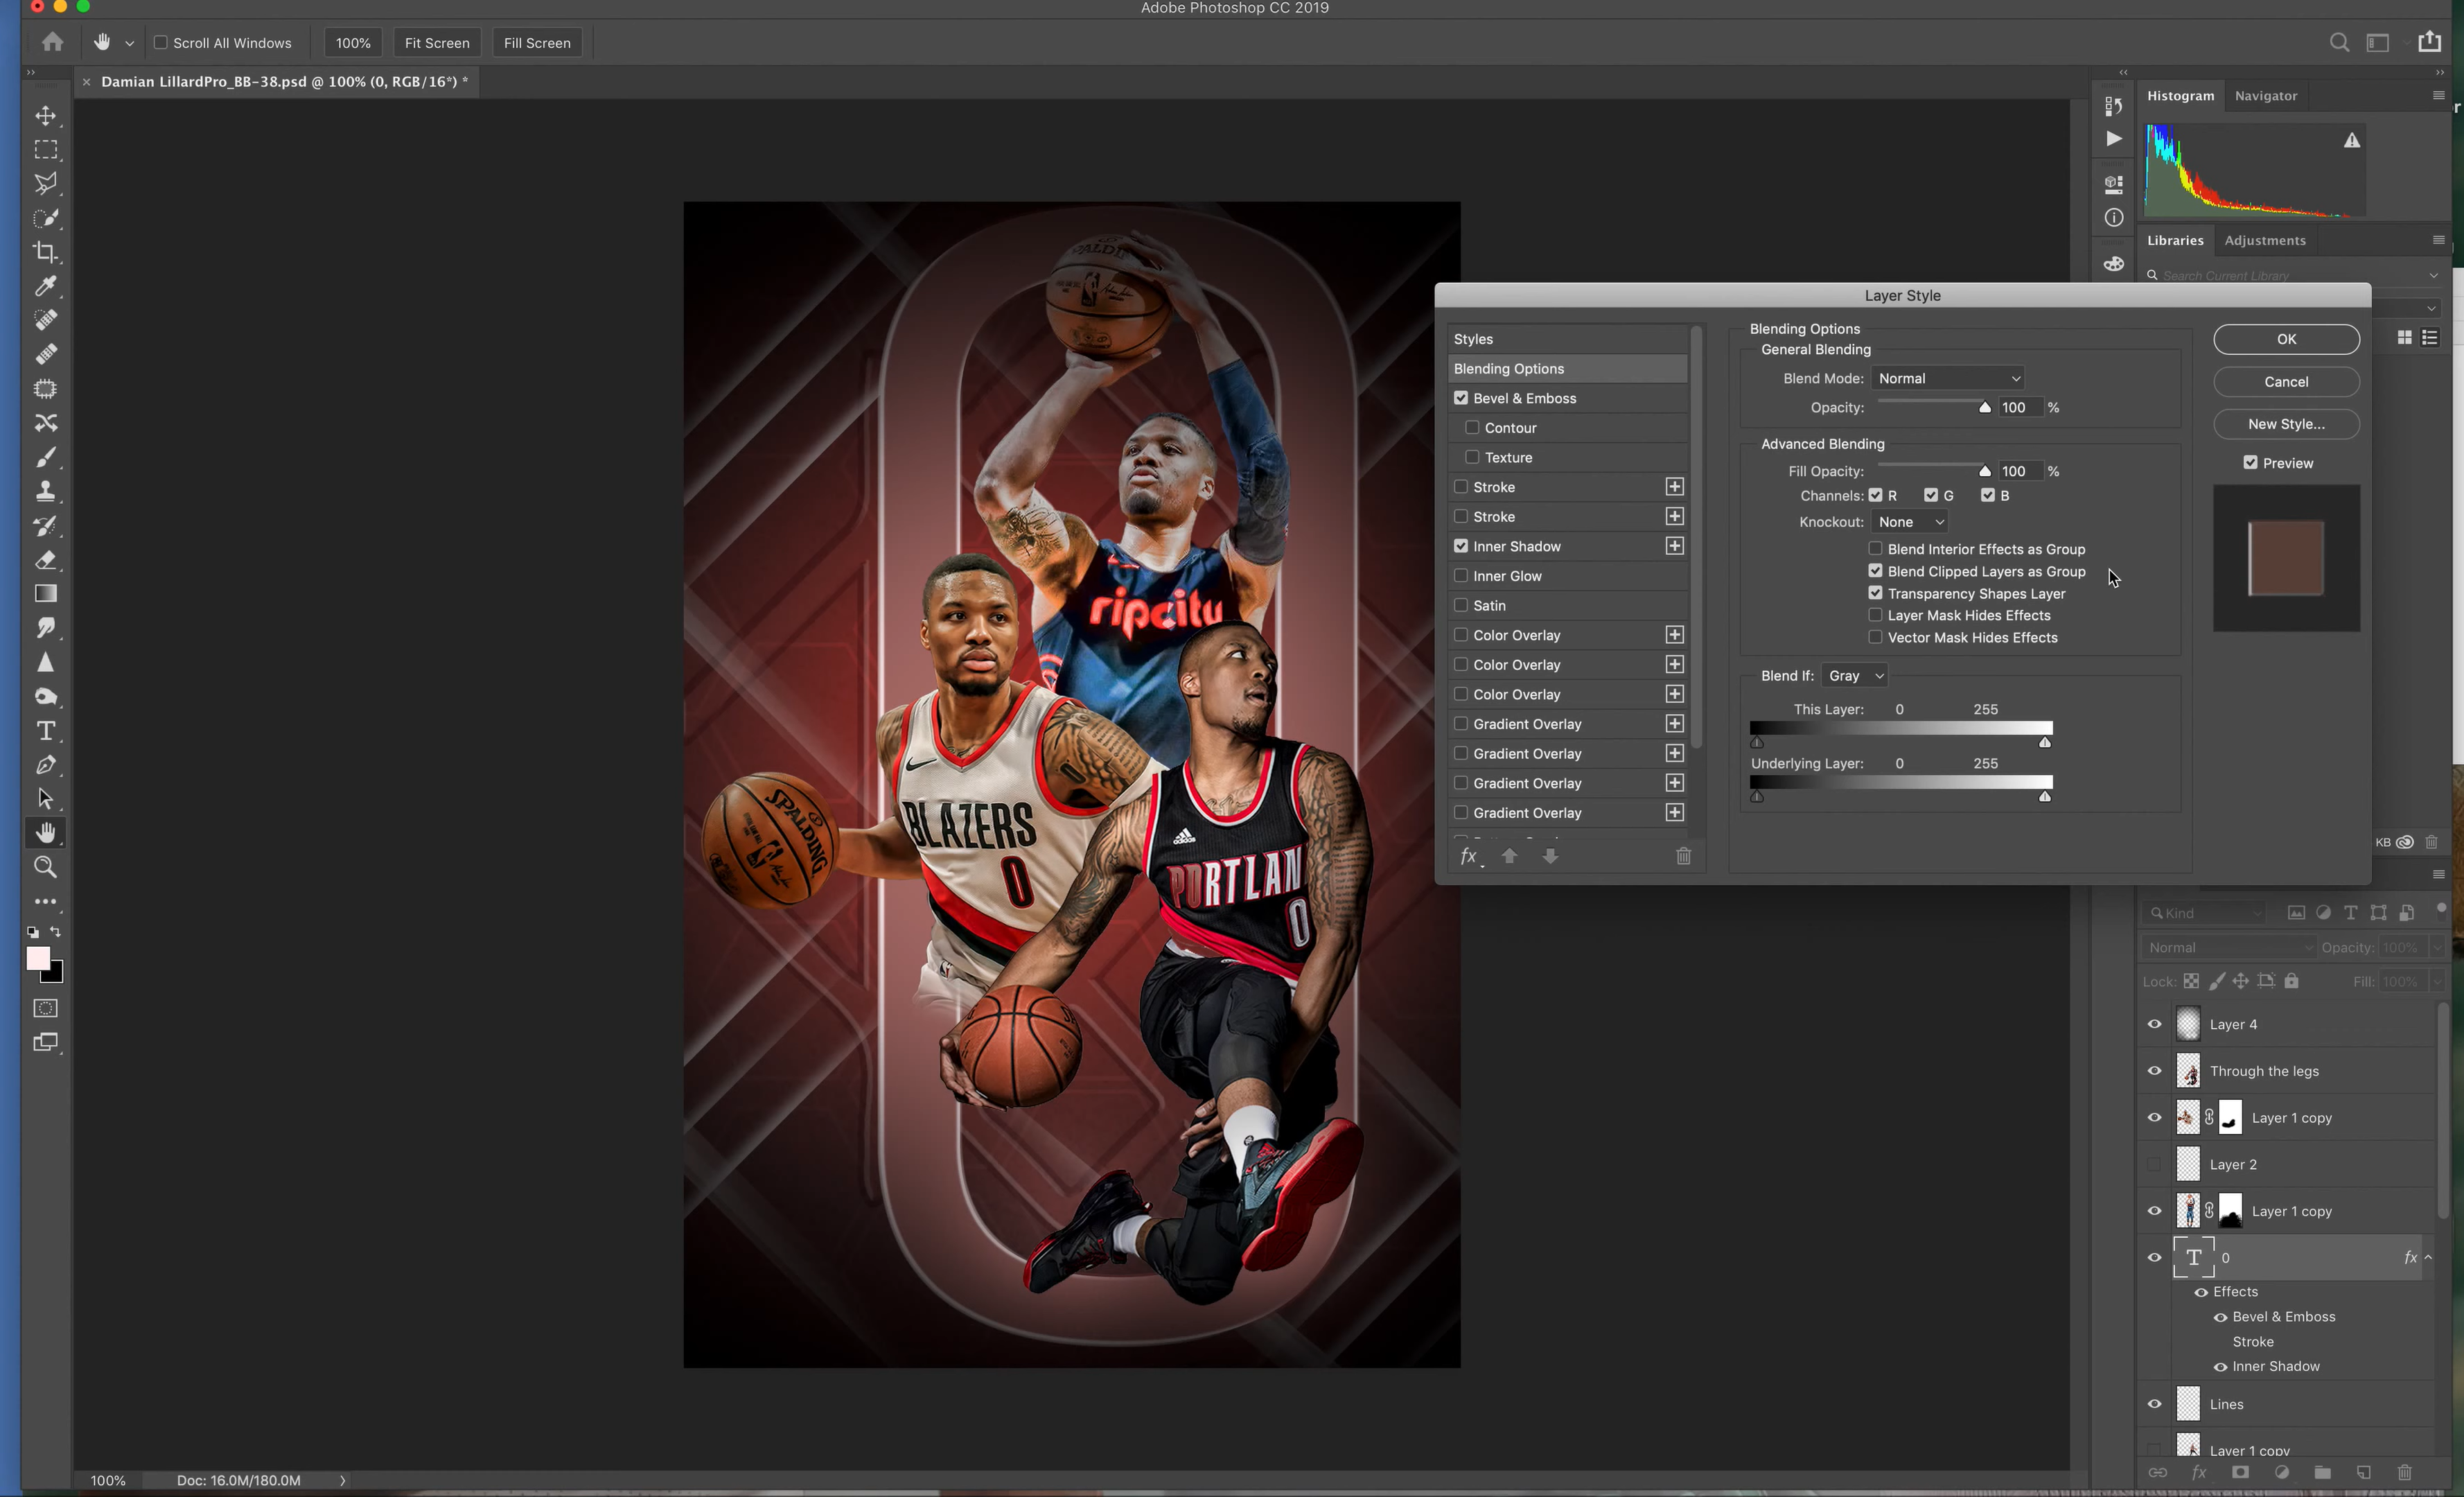 Adobe Photoshop CC 2019
Scroll All Windows
100%
Fit Screen
Fill Screen
Damian LillardPro_BB-38.psd @ 100% (0, RGB/16*) *
Histogram
Navigator
Libraries
Adjustments
Search Current Library
Layer Style
Styles
Blending Options
Bevel & Emboss
Contour
Texture
Stroke
Stroke
Inner Shadow
Inner Glow
Satin
Color Overlay
Color Overlay
Color Overlay
Gradient Overlay
Gradient Overlay
Gradient Overlay
Gradient Overlay
fx
Blending Options
General Blending
Blend Mode: Normal
Opacity: 100 %
Advanced Blending
Fill Opacity: 100 %
Channels: R G B
Knockout: None
Blend Interior Effects as Group
Blend Clipped Layers as Group
Transparency Shapes Layer
Layer Mask Hides Effects
Vector Mask Hides Effects
Blend If: Gray
This Layer: 0 255
Underlying Layer: 0 255
OK
Cancel
New Style...
Preview
KB
SPALDING
ripcity
BLAZERS
0
SPALDING
adidas
PORTLAN
0
Kind
Normal
Opacity: 100%
Lock:
Fill: 100%
Layer 4
Through the legs
Layer 1 copy
Layer 2
Layer 1 copy
T 0 fx
Effects
Bevel & Emboss
Stroke
Inner Shadow
Lines
Layer 1 copy
fx
100%
Doc: 16.0M/180.0M